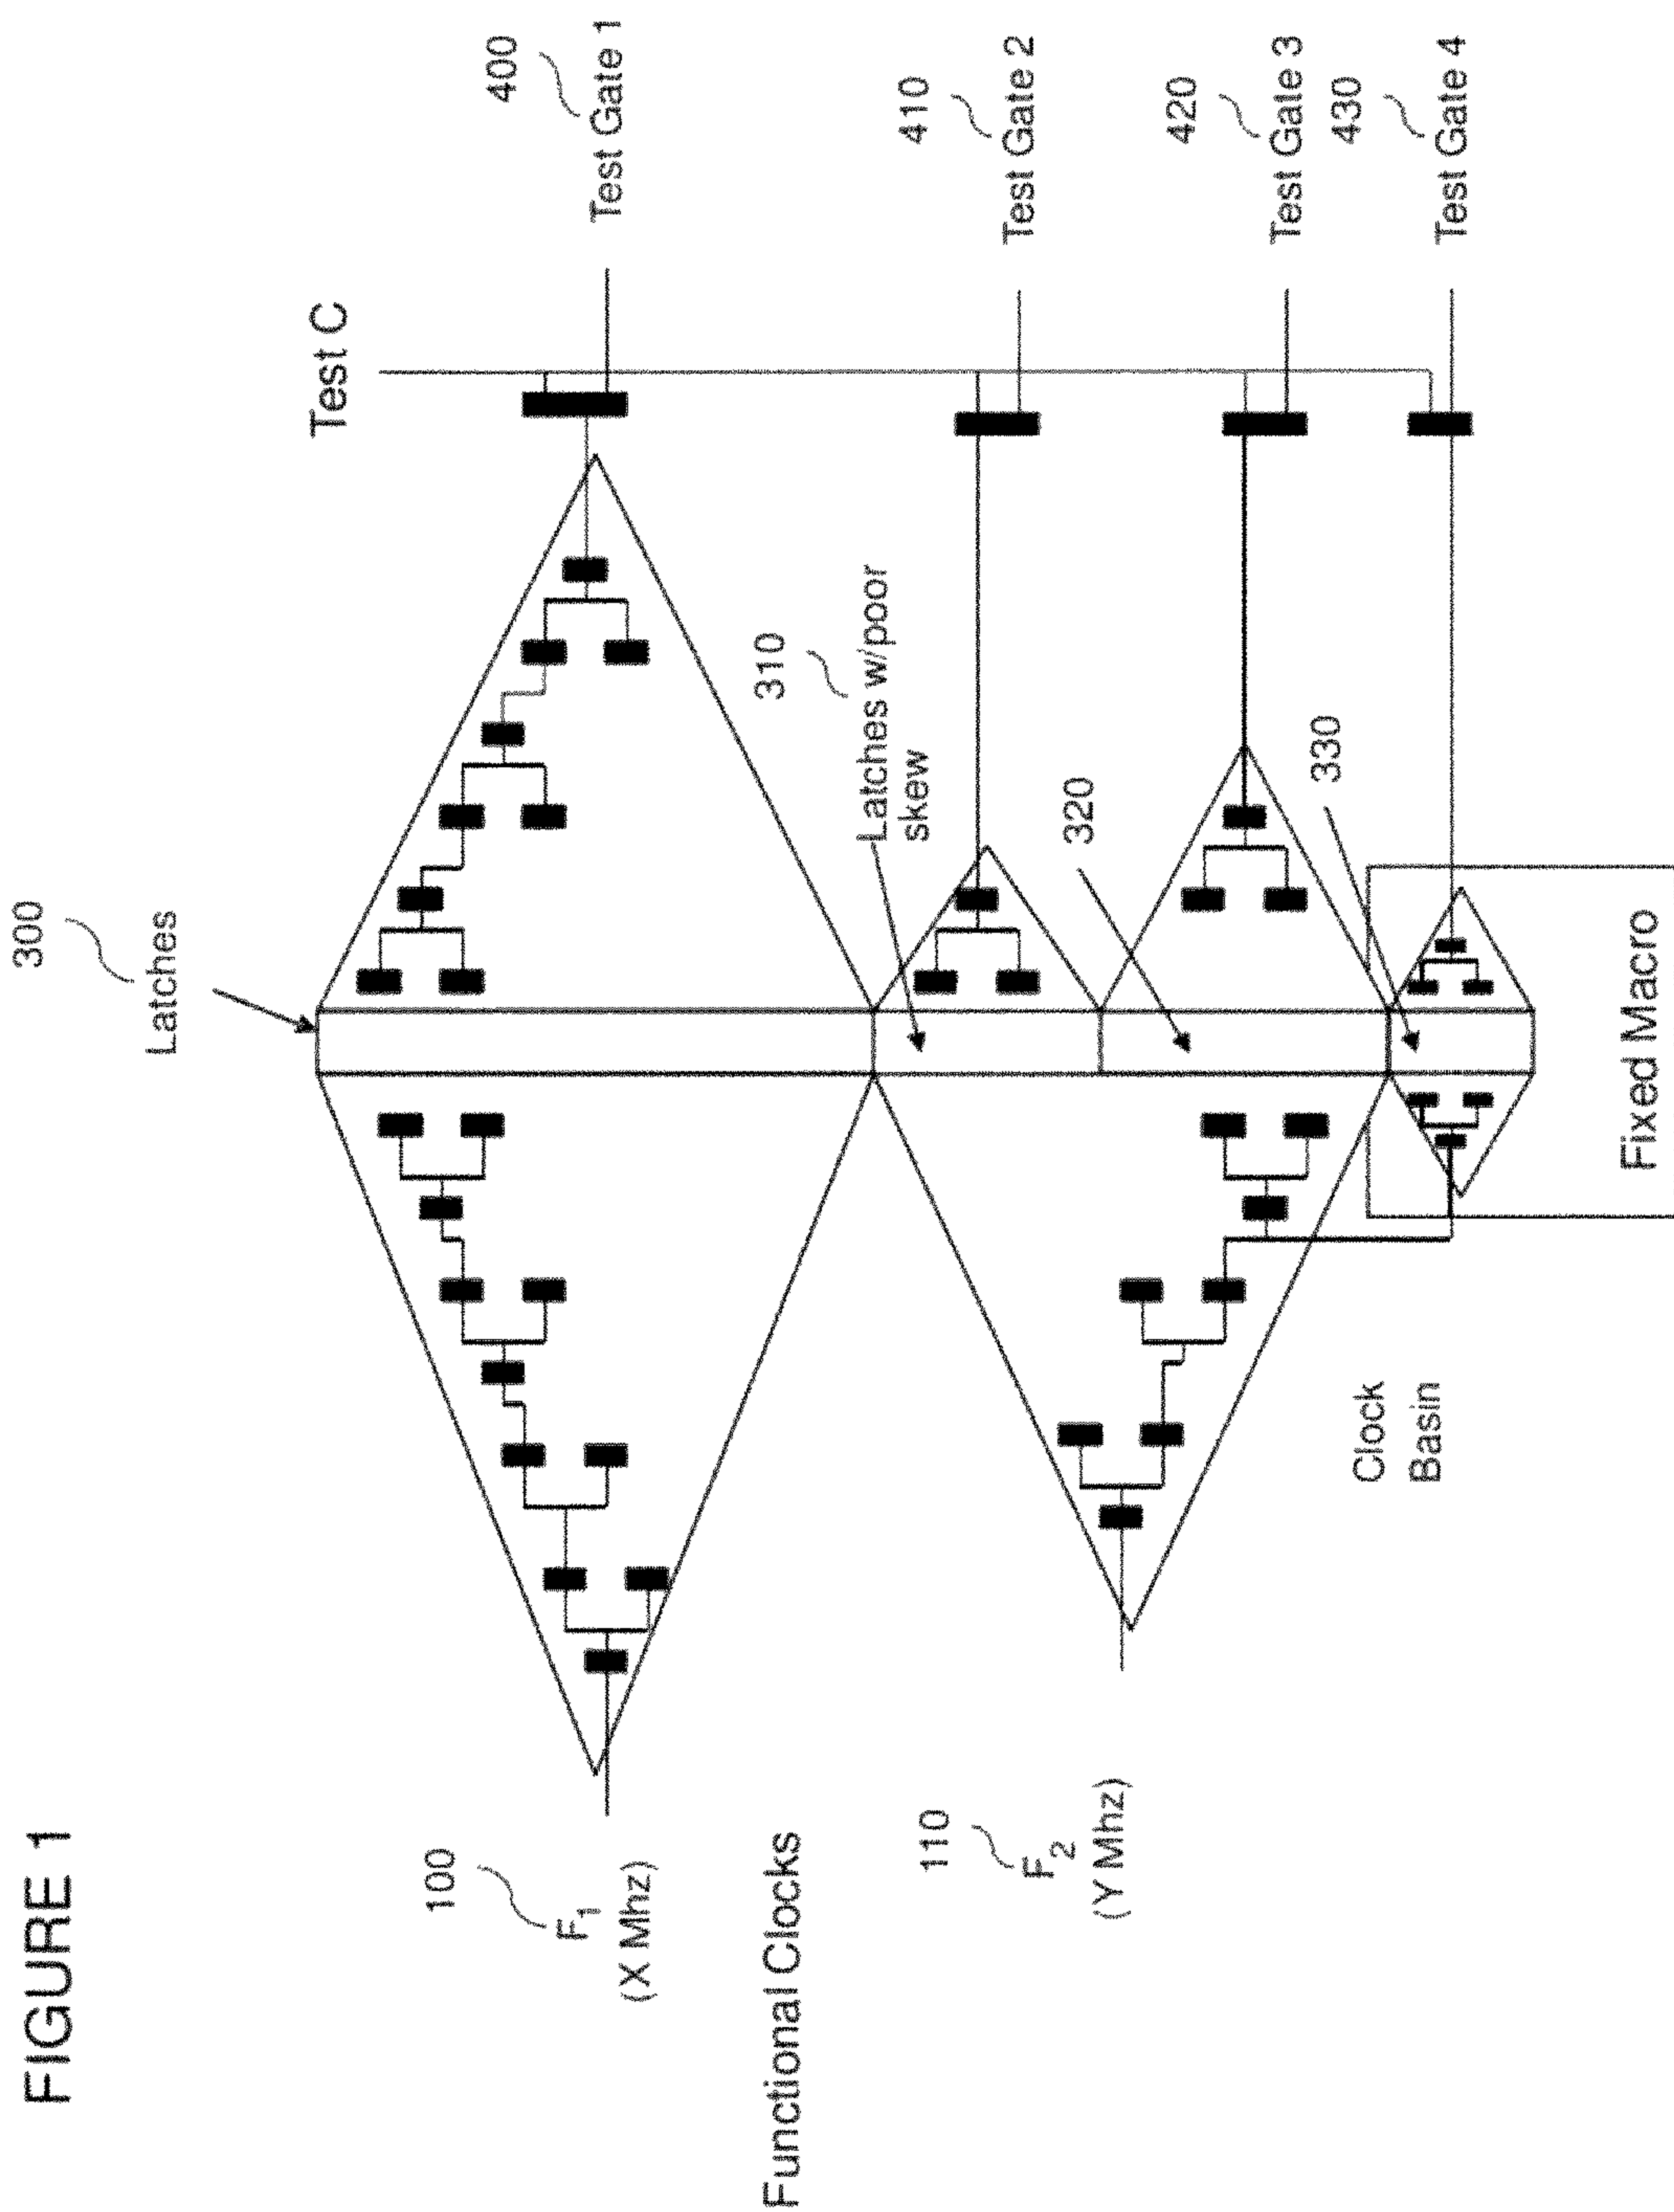 FIGURE 1
300
Latches
Test C
400
Test Gate 1
100
F1
(X Mhz)
Functional Clocks
310
Latches w/poor
skew
410
Test Gate 2
110
F2
(Y Mhz)
320
420
Test Gate 3
330
430
Test Gate 4
Clock
Basin
Fixed Macro